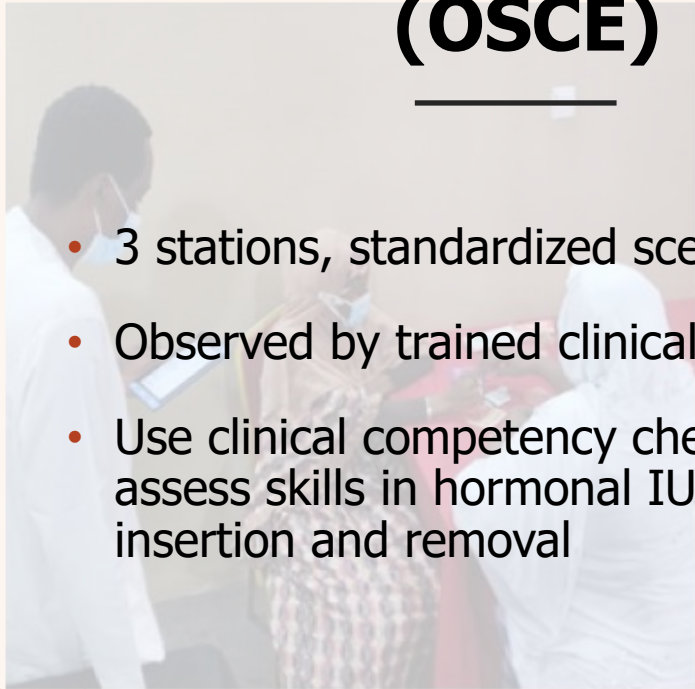 (OSCE)
• 3 stations, standardized sce
• Observed by trained clinical
• Use clinical competency che
assess skills in hormonal IU
insertion and removal